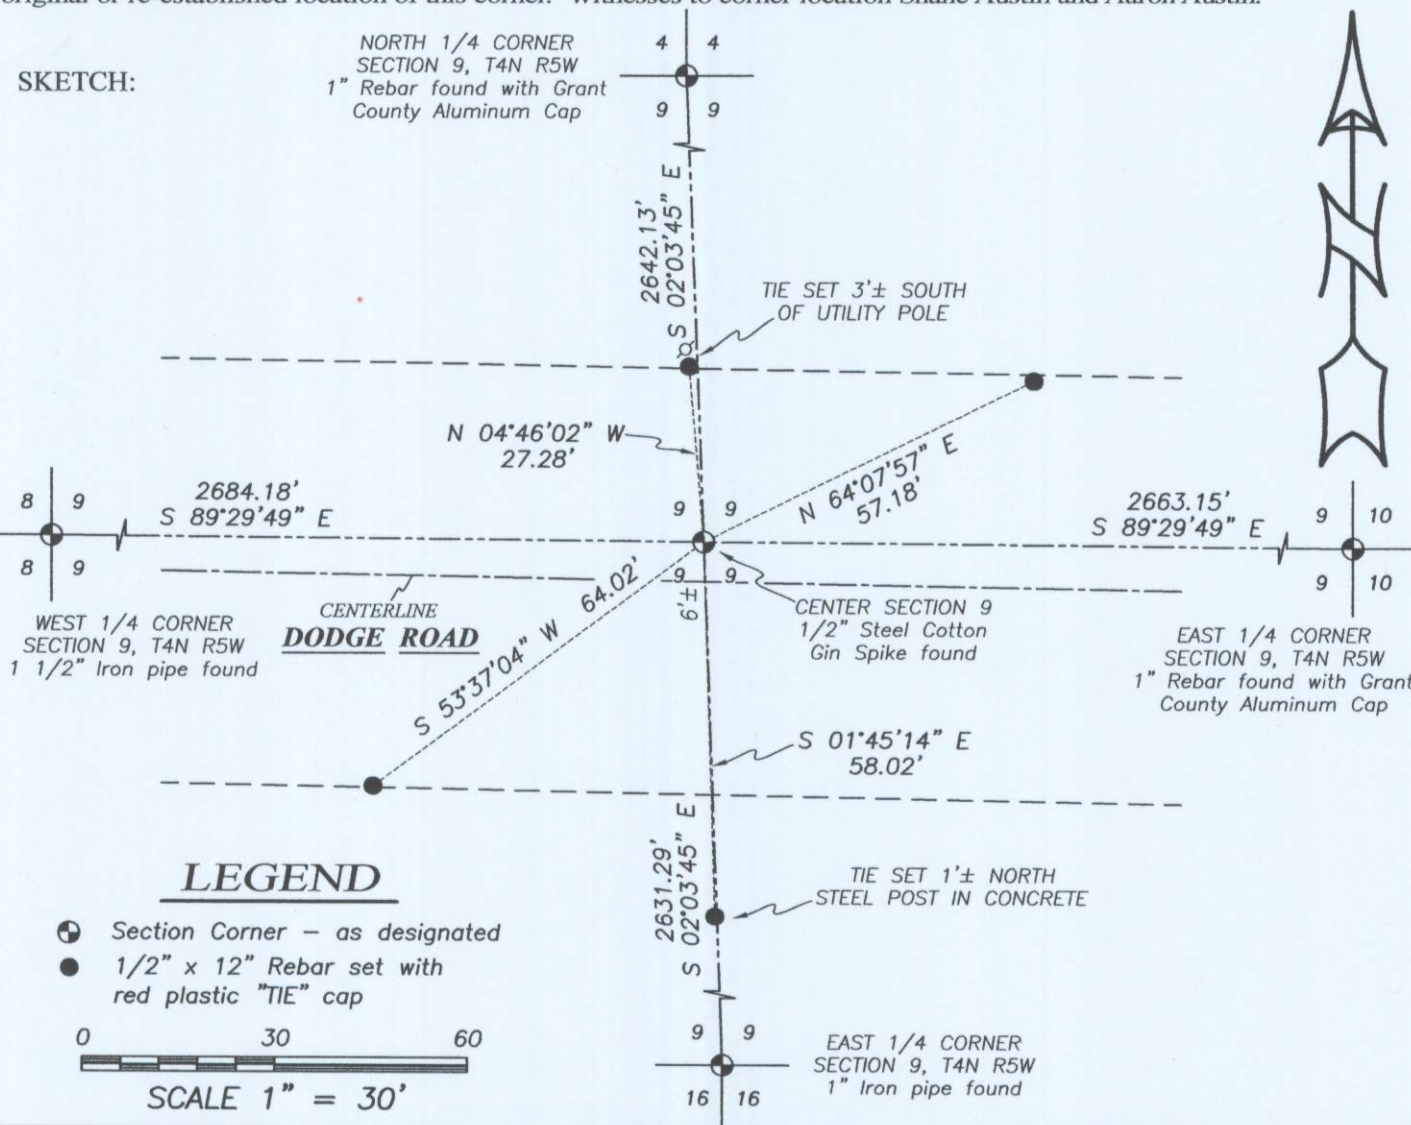 original or re-established location of this corner. Witnesses to corner location Shane Austin and Aaron Austin.
SKETCH:
NORTH 1/4 CORNER
SECTION 9, T4N R5W
1" Rebar found with Grant
County Aluminum Cap
4 4
9 9
2642.13'
S 02°03'45" E
TIE SET 3'± SOUTH
OF UTILITY POLE
N 04°46'02" W
27.28'
N 64°07'57" E
57.18'
8 9
8 9
2684.18'
S 89°29'49" E
9 9
9 9
2663.15'
S 89°29'49" E
9 10
9 10
WEST 1/4 CORNER
SECTION 9, T4N R5W
1 1/2" Iron pipe found
CENTERLINE
DODGE ROAD
S 53°37'04" W 64.02'
6'±
CENTER SECTION 9
1/2" Steel Cotton
Gin Spike found
EAST 1/4 CORNER
SECTION 9, T4N R5W
1" Rebar found with Grant
County Aluminum Cap
S 01°45'14" E
58.02'
2631.29'
S 02°03'45" E
TIE SET 1'± NORTH
STEEL POST IN CONCRETE
LEGEND
Section Corner – as designated
1/2" x 12" Rebar set with
red plastic "TIE" cap
0 30 60
SCALE 1" = 30'
9 9
16 16
EAST 1/4 CORNER
SECTION 9, T4N R5W
1" Iron pipe found